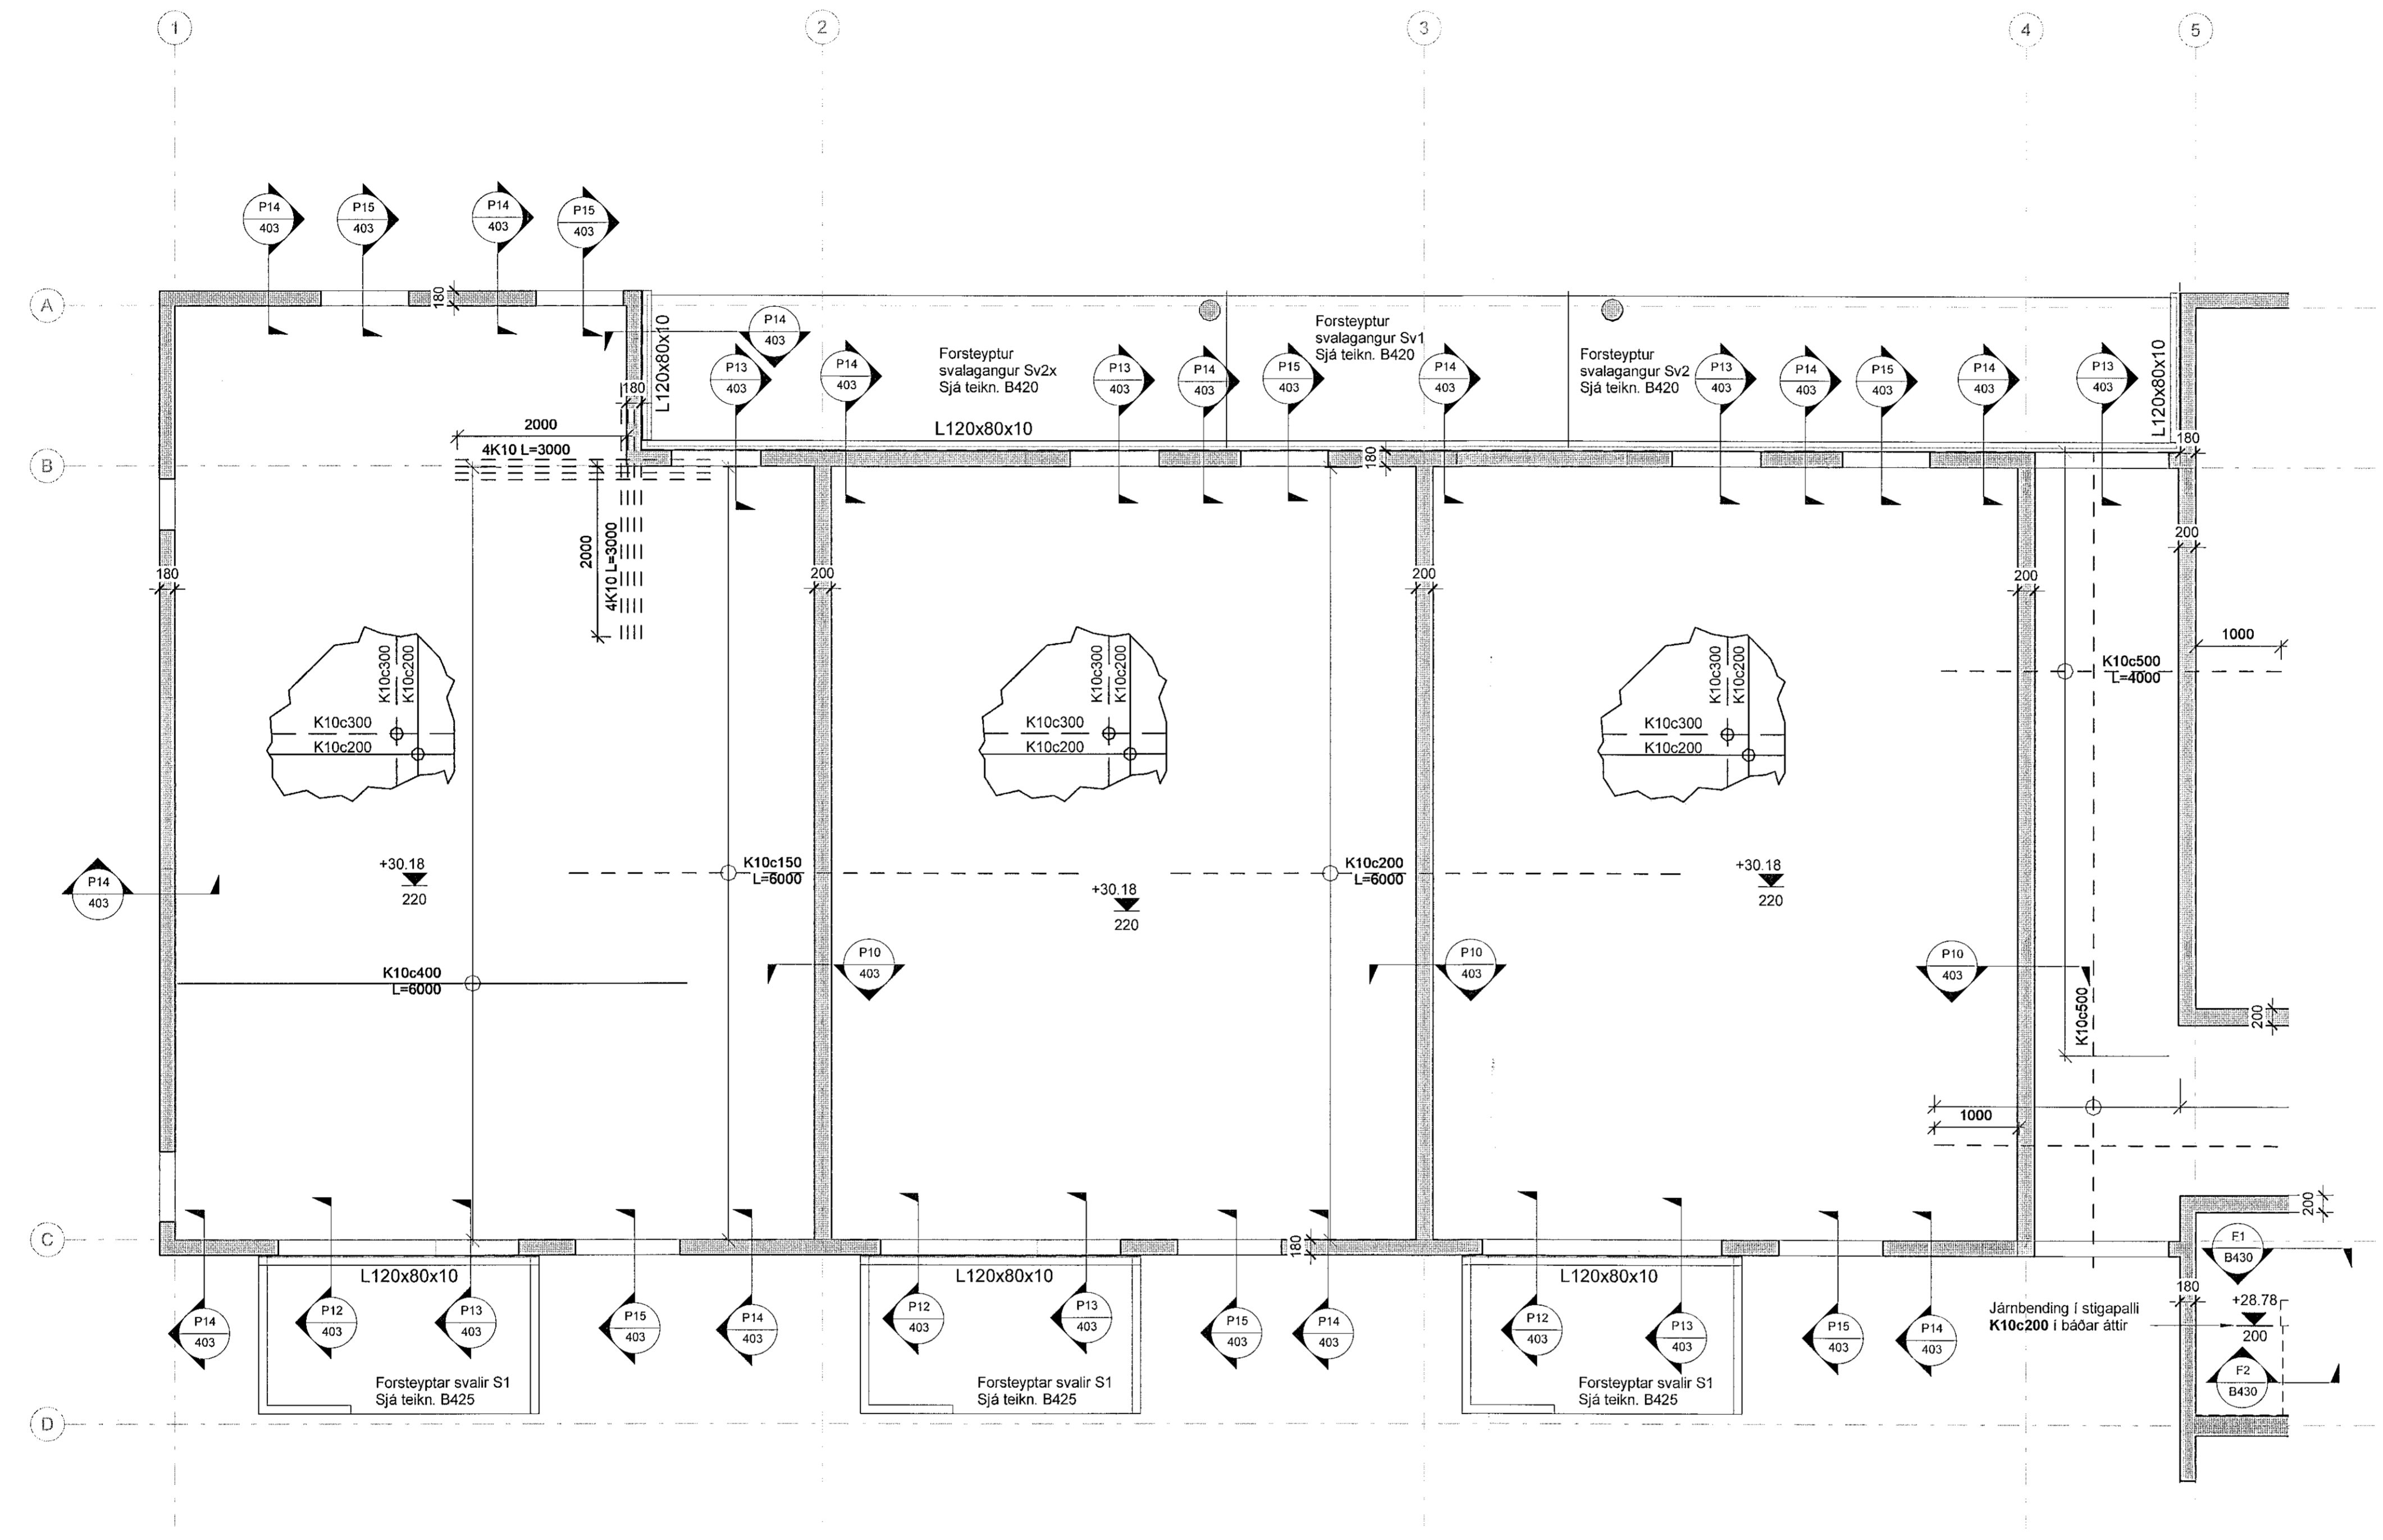 1
2
3
4
5
P14
403
P15
403
P14
403
P15
403
A
180
L120x80x10
P14
403
Forsteyptur
svalagangur Sv1
Sjá teikn. B420
Forsteyptur
svalagangur Sv2x
Sjá teikn. B420
Forsteyptur
svalagangur Sv2
Sjá teikn. B420
P13
403
P14
403
P13
403
P14
403
P15
403
P14
403
P13
403
P14
403
P15
403
P14
403
P13
403
L120x80x10
180
2000
L120x80x10
180
4K10 L=3000
B
180
2000
4K10 L=3000
200
180
200
200
200
1000
K10c300
K10c200
K10c300
K10c200
K10c300
K10c200
K10c300
K10c200
K10c300
K10c200
K10c300
K10c200
K10c500
L=4000
+30.18
220
K10c150
L=6000
+30.18
220
K10c200
L=6000
+30.18
220
P14
403
P10
403
P10
403
P10
403
K10c400
L=6000
K10c500
200
1000
200
C
180
L120x80x10
L120x80x10
L120x80x10
F1
B430
180
P14
403
P12
403
P13
403
P15
403
P14
403
P12
403
P13
403
P15
403
P14
403
P12
403
P13
403
P15
403
P14
403
Járnbending í stigapalli
K10c200 í báðar áttir
+28.78
200
F2
B430
Forsteyptar svalir S1
Sjá teikn. B425
Forsteyptar svalir S1
Sjá teikn. B425
Forsteyptar svalir S1
Sjá teikn. B425
D